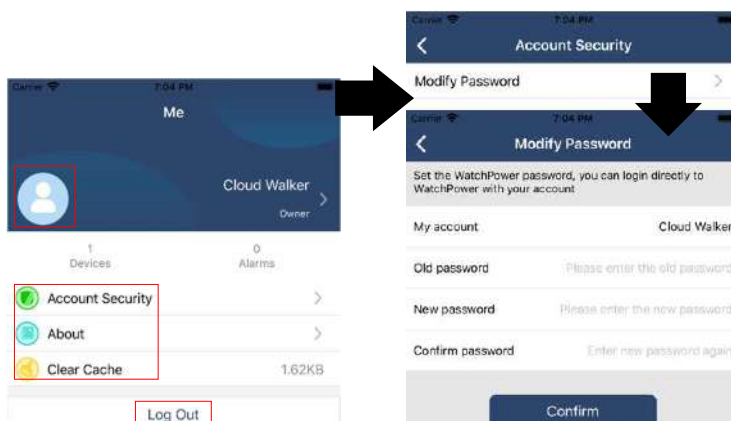 Carrier 7:04 PM
Me
Cloud Walker
Owner
1 0
Devices Alarms
Account Security
About
Clear Cache 1.62KB
Log Out
Carrier 7:04 PM
Account Security
Modify Password
Carrier 7:04 PM
Modify Password
Set the WatchPower password, you can login directly to
WatchPower with your account
My account Cloud Walker
Old password Please enter the old password
New password Please enter the new password
Confirm password Enter new password again
Confirm